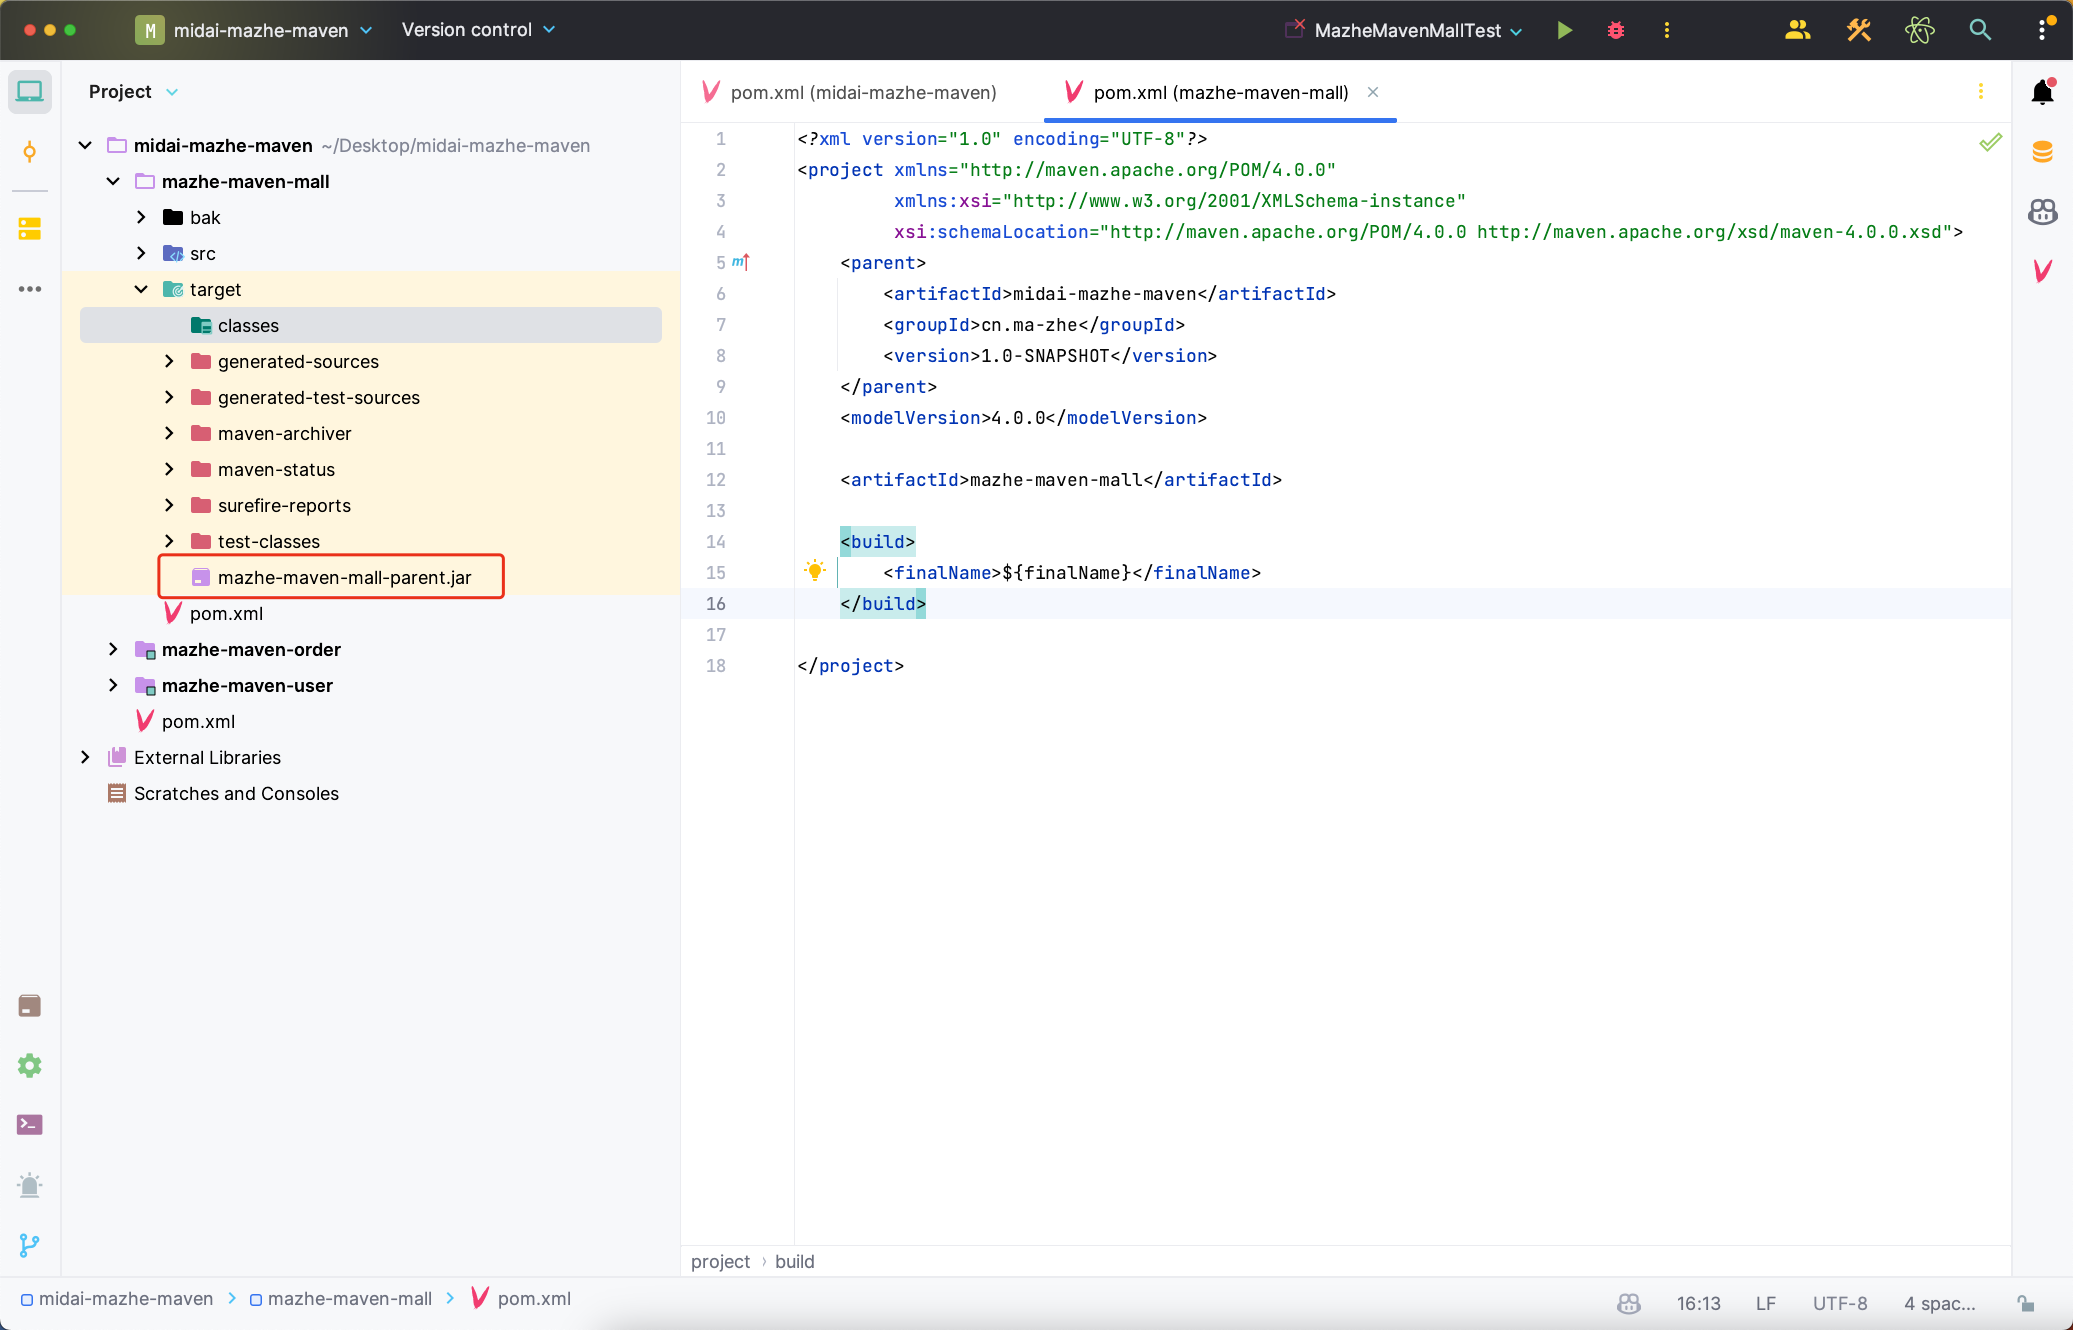 M midai-mazhe-maven Version control MazheMavenMallTest
Project
midai-mazhe-maven ~/Desktop/midai-mazhe-maven
mazhe-maven-mall
bak
src
target
classes
generated-sources
generated-test-sources
maven-archiver
maven-status
surefire-reports
test-classes
mazhe-maven-mall-parent.jar
pom.xml
mazhe-maven-order
mazhe-maven-user
pom.xml
External Libraries
Scratches and Consoles
pom.xml (midai-mazhe-maven) pom.xml (mazhe-maven-mall)
1 <?xml version="1.0" encoding="UTF-8"?>
2 <project xmlns="http://maven.apache.org/POM/4.0.0"
3 xmlns:xsi="http://www.w3.org/2001/XMLSchema-instance"
4 xsi:schemaLocation="http://maven.apache.org/POM/4.0.0 http://maven.apache.org/xsd/maven-4.0.0.xsd">
5 m <parent>
6 <artifactId>midai-mazhe-maven</artifactId>
7 <groupId>cn.ma-zhe</groupId>
8 <version>1.0-SNAPSHOT</version>
9 </parent>
10 <modelVersion>4.0.0</modelVersion>
11
12 <artifactId>mazhe-maven-mall</artifactId>
13
14 <build>
15 <finalName>${finalName}</finalName>
16 </build>
17
18 </project>
project › build
midai-mazhe-maven > mazhe-maven-mall > pom.xml
16:13 LF UTF-8 4 spac...